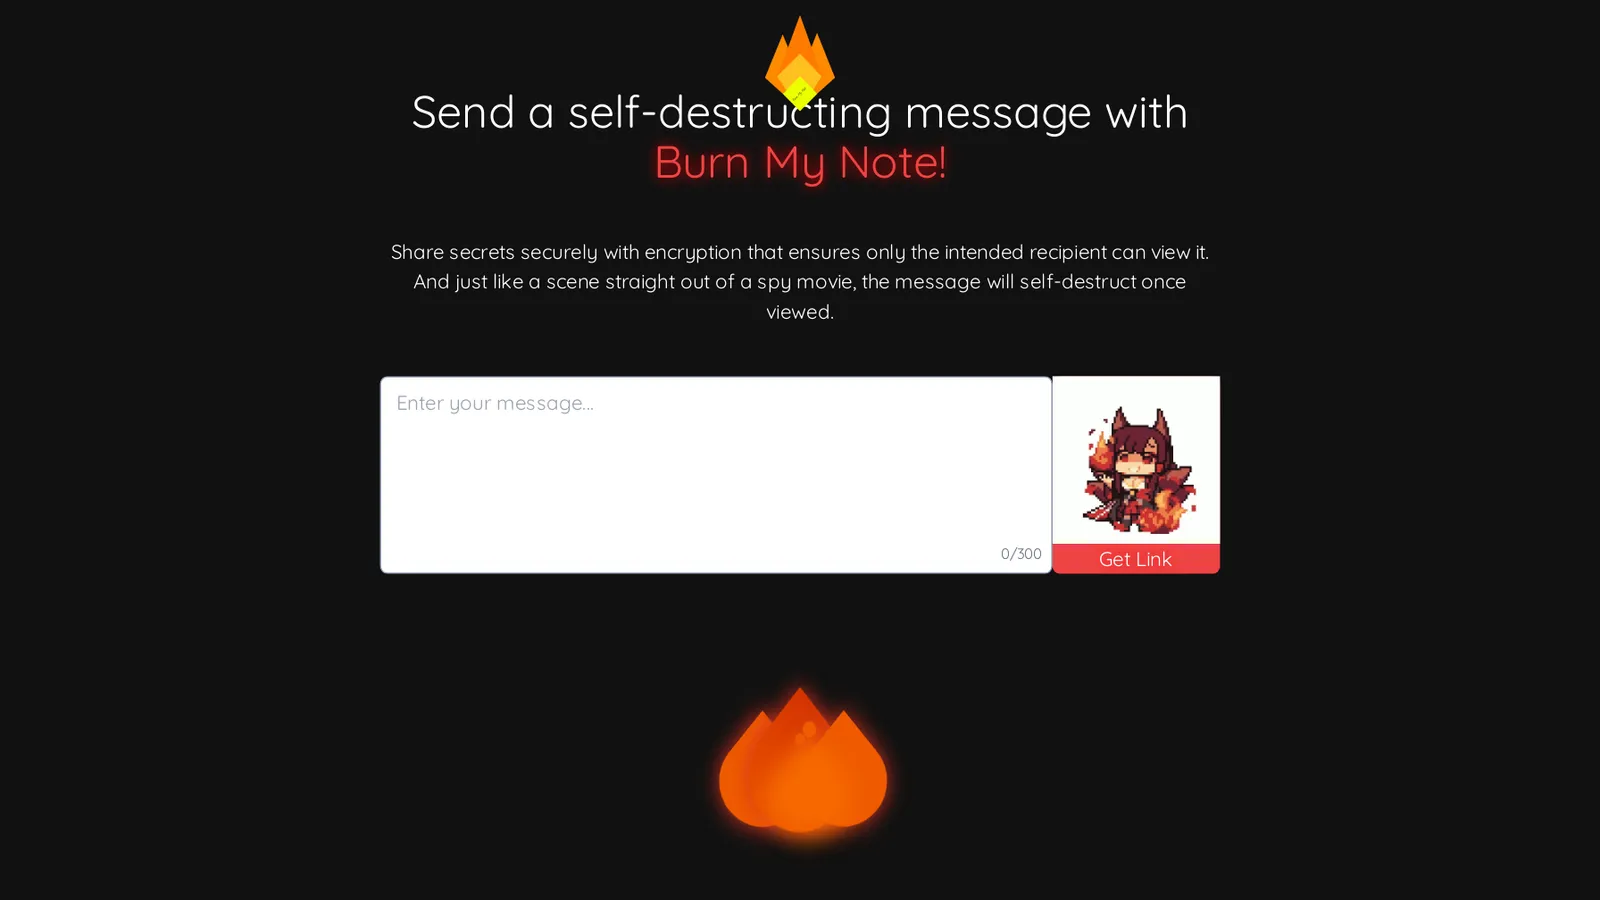 Send a self-destructing message with
Burn My Note!
Share secrets securely with encryption that ensures only the intended recipient can view it.
And just like a scene straight out of a spy movie, the message will self-destruct once
viewed.
Enter your message...
0/300
Get Link